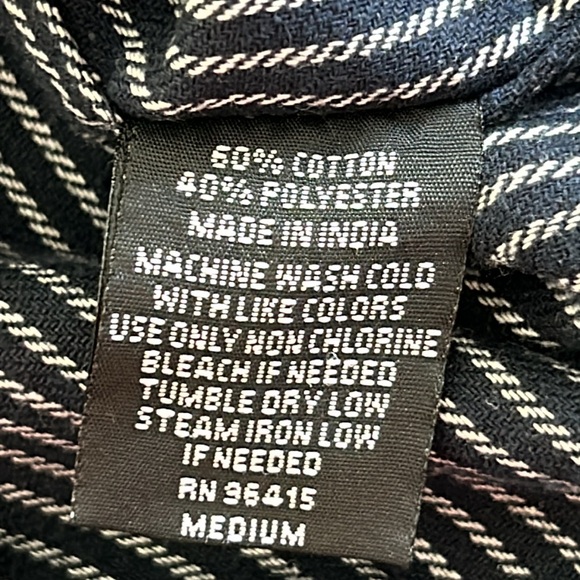 60% COTTON
40% POLYESTER
MADE IN INDIA
MACHINE WASH COLD
WITH LIKE COLORS
USE ONLY NON CHLORINE
BLEACH IF NEEDED
TUMBLE DRY LOW
STEAM IRON LOW
IF NEEDED
RN 96415
MEDIUM